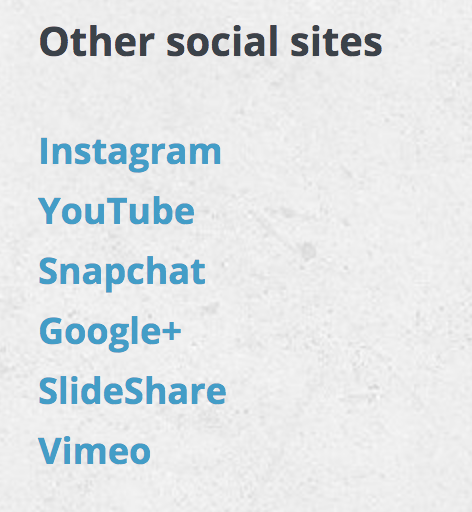 Other social sites
Instagram
YouTube
Snapchat
Google+
SlideShare
Vimeo